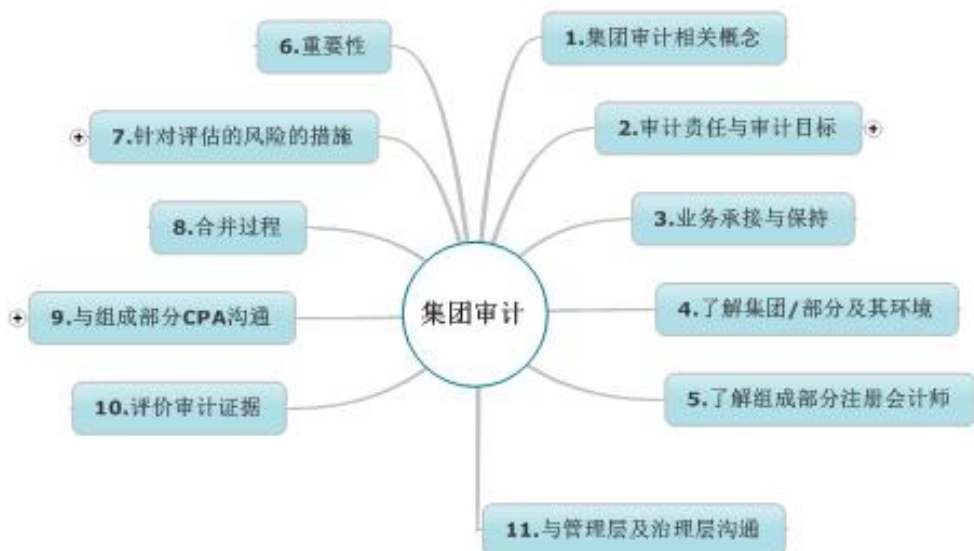 集团审计
1.集团审计相关概念
2.审计责任与审计目标
3.业务承接与保持
4.了解集团/部分及其环境
5.了解组成部分注册会计师
6.重要性
7.针对评估的风险的措施
8.合并过程
9.与组成部分CPA沟通
10.评价审计证据
11.与管理层及治理层沟通